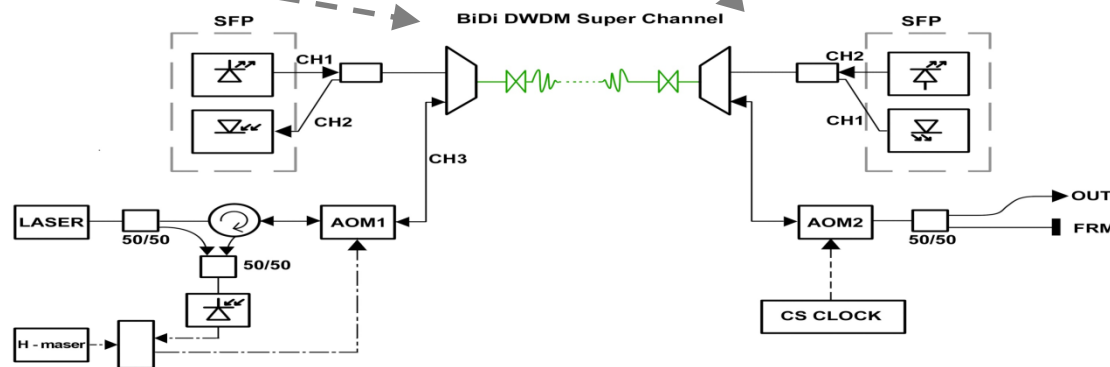 BiDi DWDM Super Channel
SFP
SFP
CH1
CH2
CH2
CH1
CH3
LASER
50/50
AOM1
50/50
H - maser
AOM2
50/50
OUT
FRM
CS CLOCK